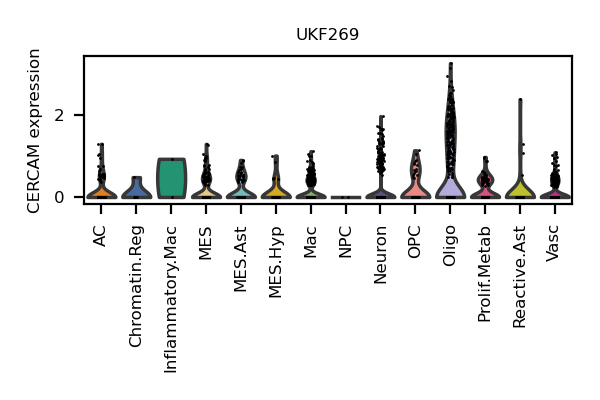 UKF269
CERCAM expression
2
0
AC
Chromatin.Reg
Inflammatory.Mac
MES
MES.Ast
MES.Hyp
Mac
NPC
Neuron
OPC
Oligo
Prolif.Metab
Reactive.Ast
Vasc